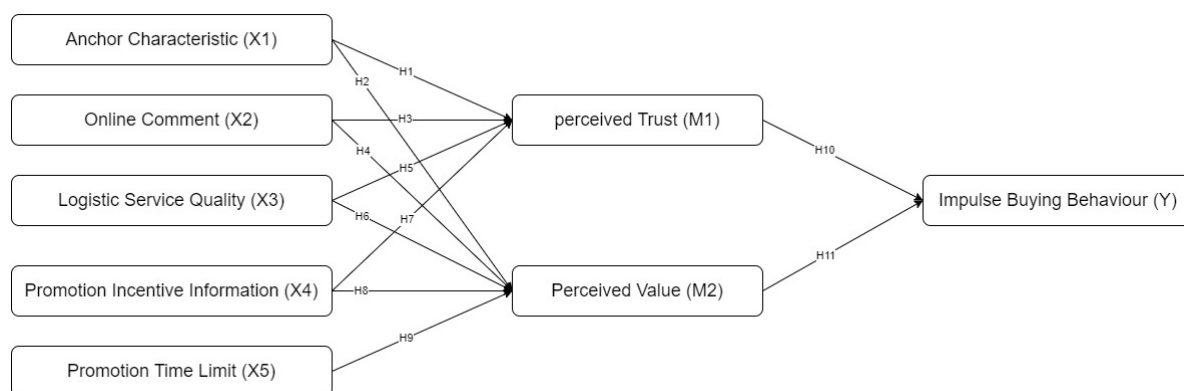 Anchor Characteristic (X1)
H1
H2
Online Comment (X2)
H3
perceived Trust (M1)
H4
H10
H5
Logistic Service Quality (X3)
Impulse Buying Behaviour (Y)
H6
H7
H11
Promotion Incentive Information (X4)
H8
Perceived Value (M2)
H9
Promotion Time Limit (X5)